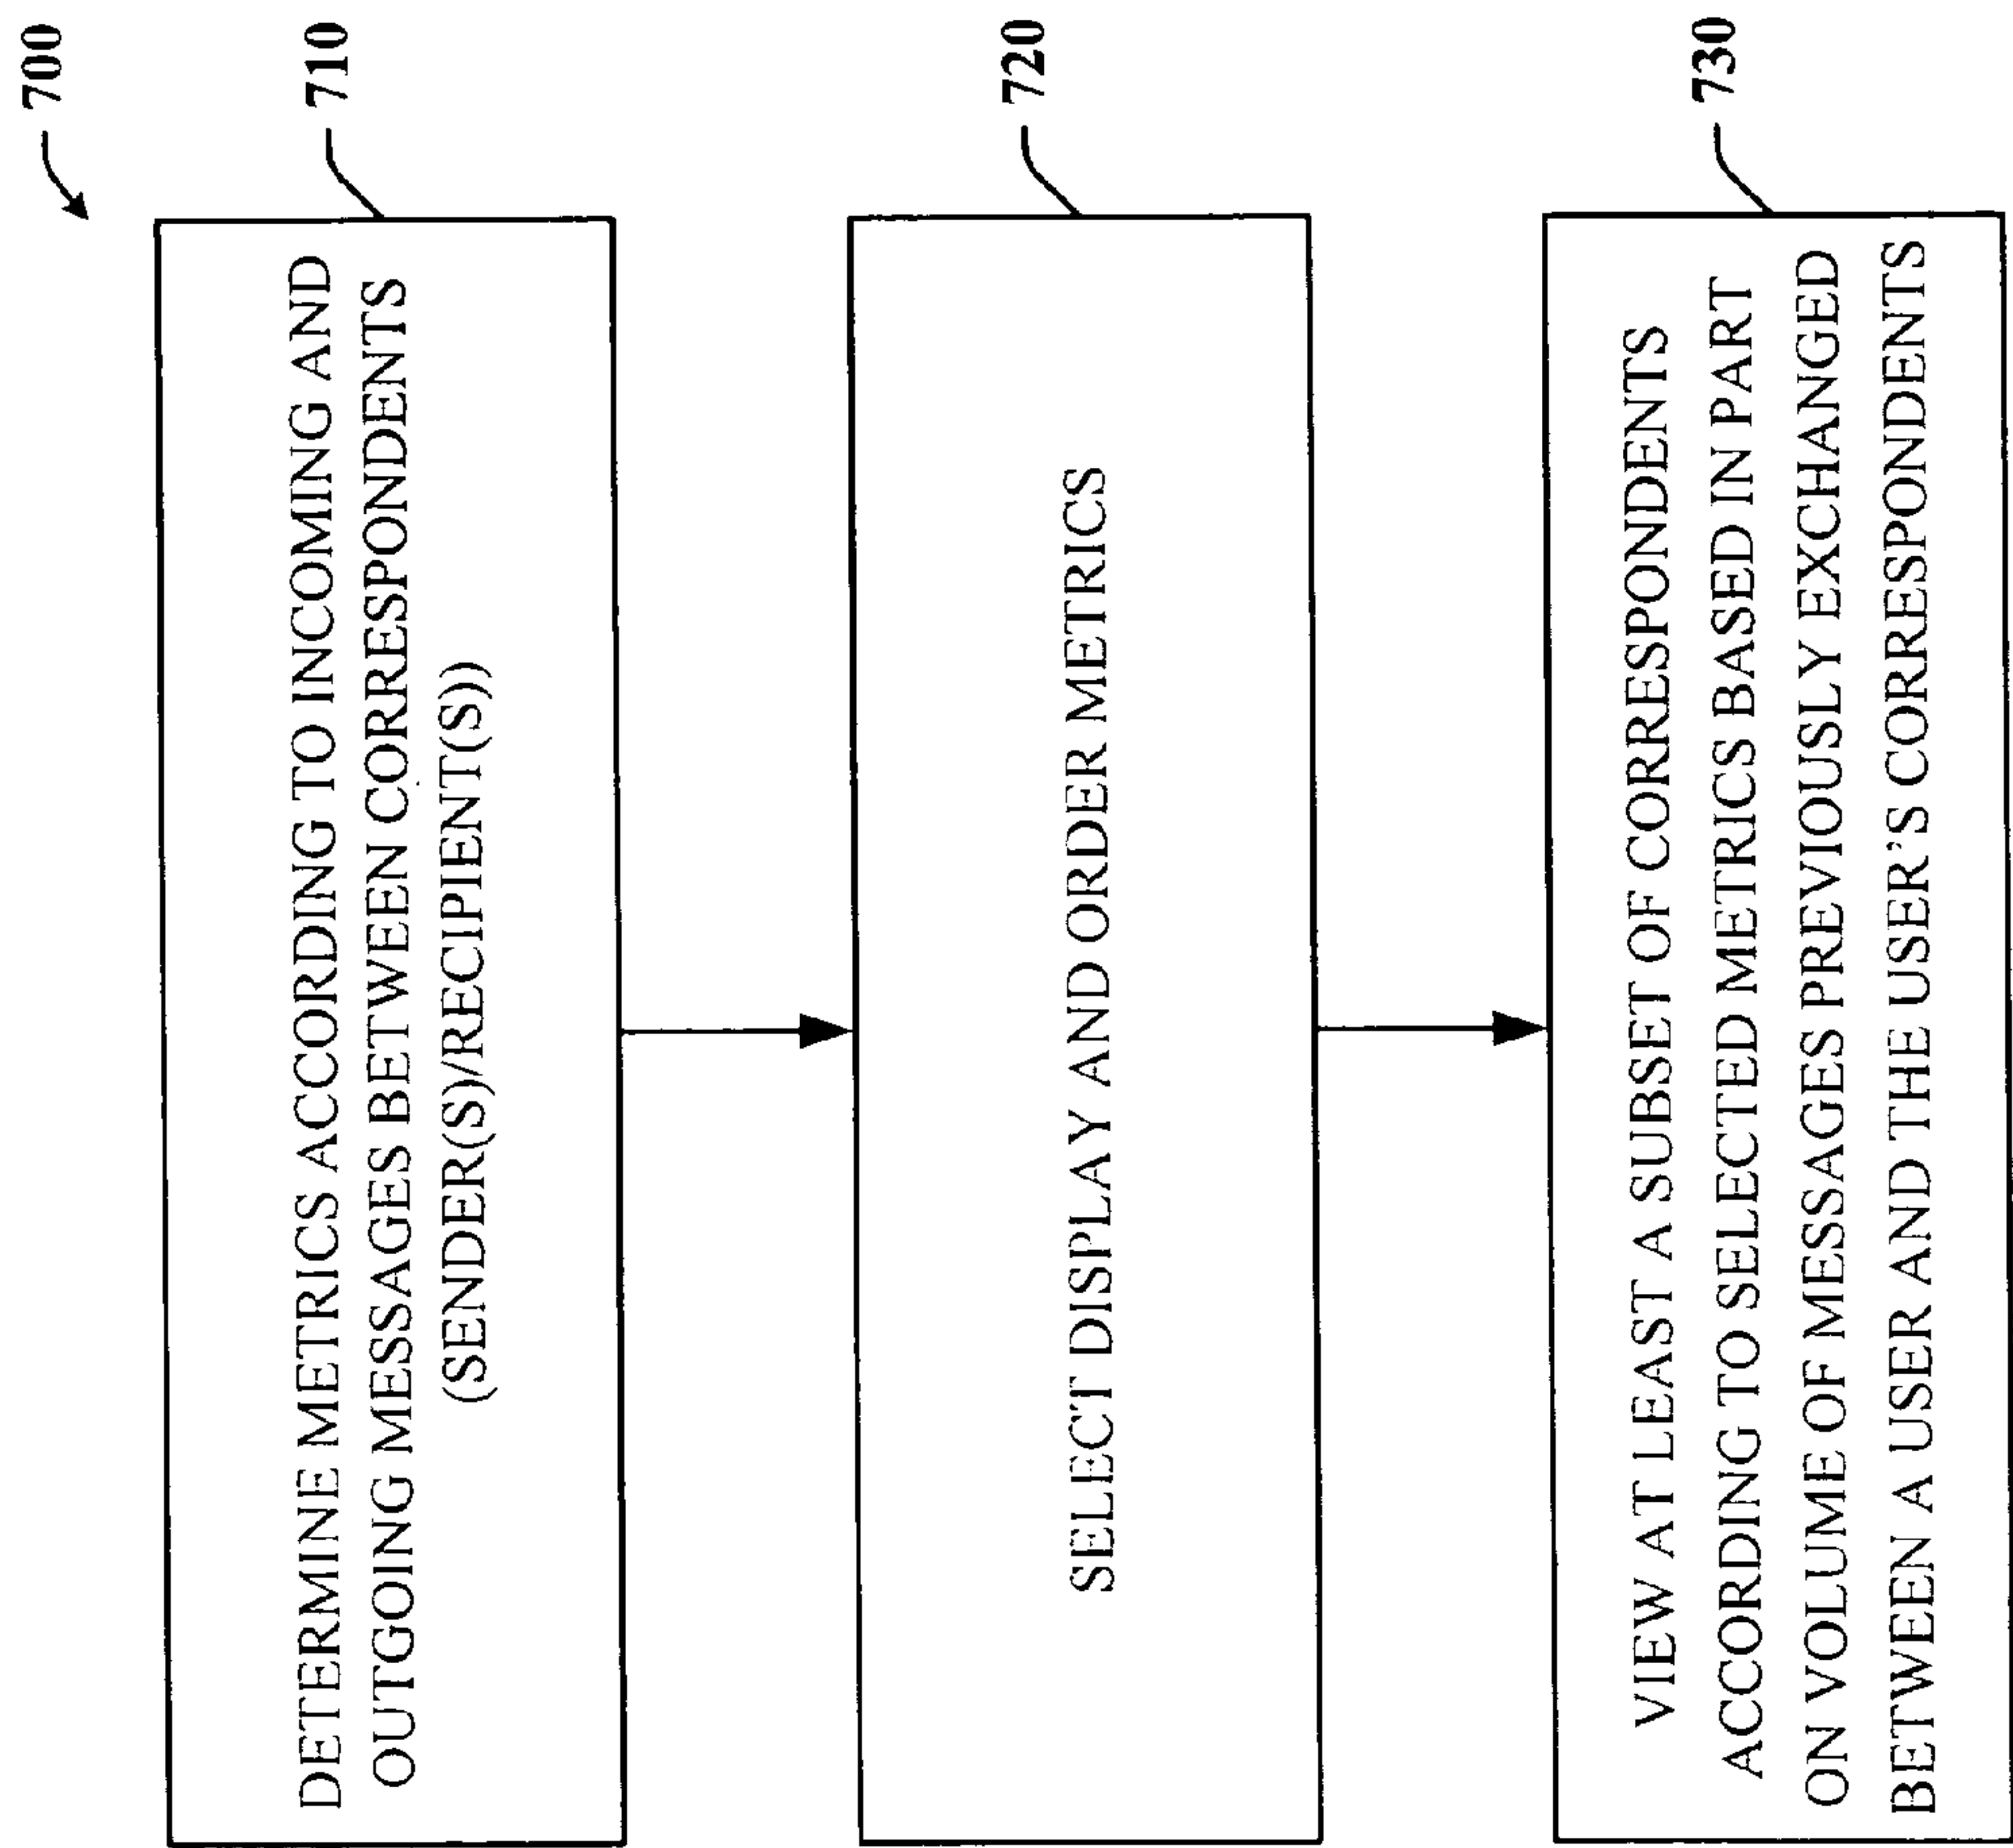 700
710
DETERMINE METRICS ACCORDING TO INCOMING AND
OUTGOING MESSAGES BETWEEN CORRESPONDENTS
(SENDER(S)/RECIPIENT(S))
720
SELECT DISPLAY AND ORDER METRICS
730
VIEW AT LEAST A SUBSET OF CORRESPONDENTS
ACCORDING TO SELECTED METRICS BASED IN PART
ON VOLUME OF MESSAGES PREVIOUSLY EXCHANGED
BETWEEN A USER AND THE USER'S CORRESPONDENTS